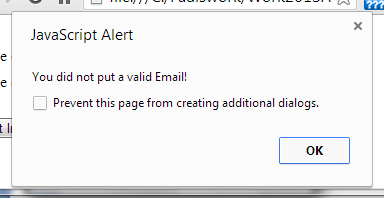 JavaScript Alert
You did not put a valid Email!
Prevent this page from creating additional dialogs.
OK